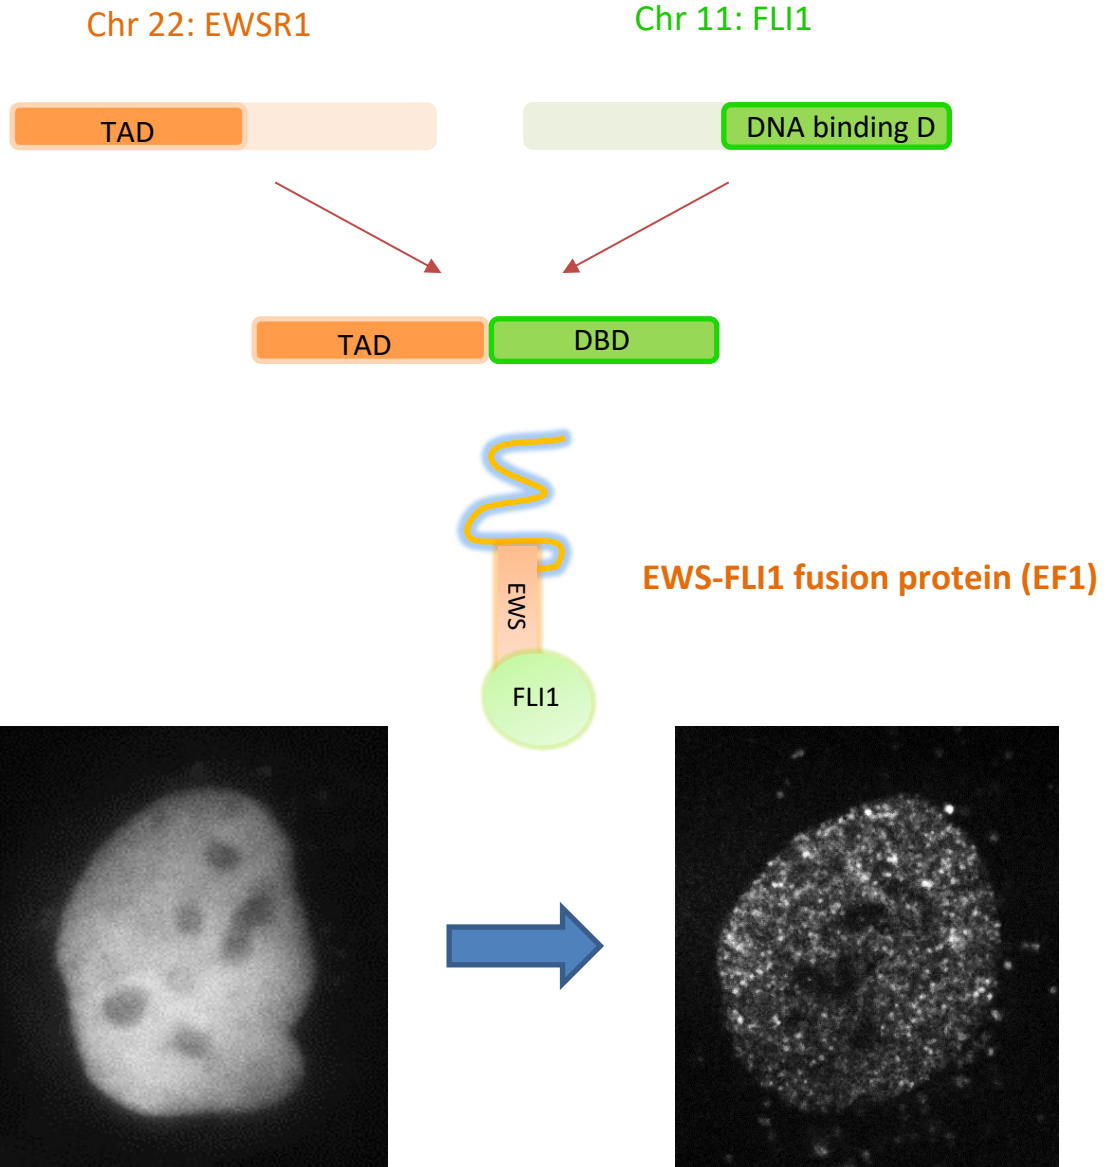 Chr 22: EWSR1
Chr 11: FLI1
TAD
DNA binding D
TAD
DBD
EWS
EWS-FLI1 fusion protein (EF1)
FLI1